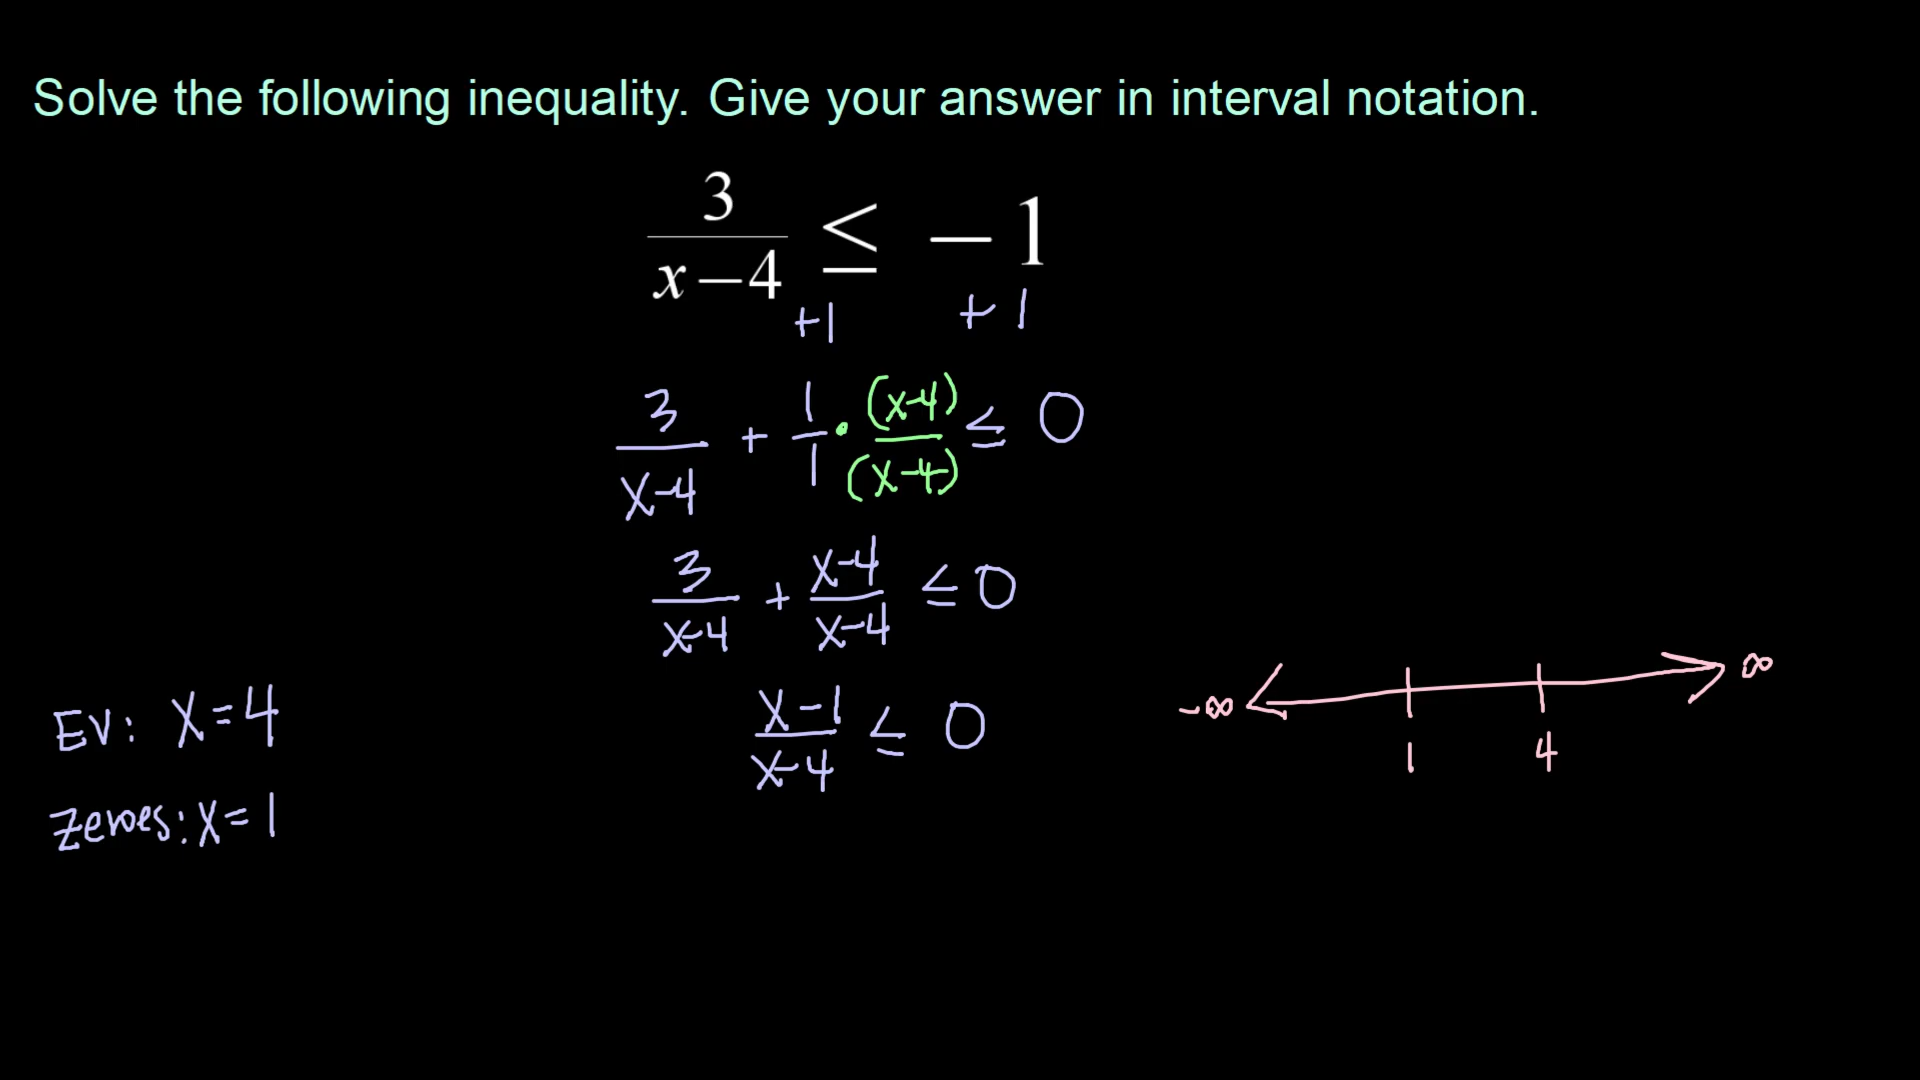 Solve the following inequality. Give your answer in interval notation.
3/(x−4) ≤ −1
+1 +1
3/(x-4) + 1/1 • (x-4)/(x-4) ≤ 0
3/(x-4) + (x-4)/(x-4) ≤ 0
(x-1)/(x-4) ≤ 0
EV: x=4
zeroes: x=1
-∞ 1 4 ∞